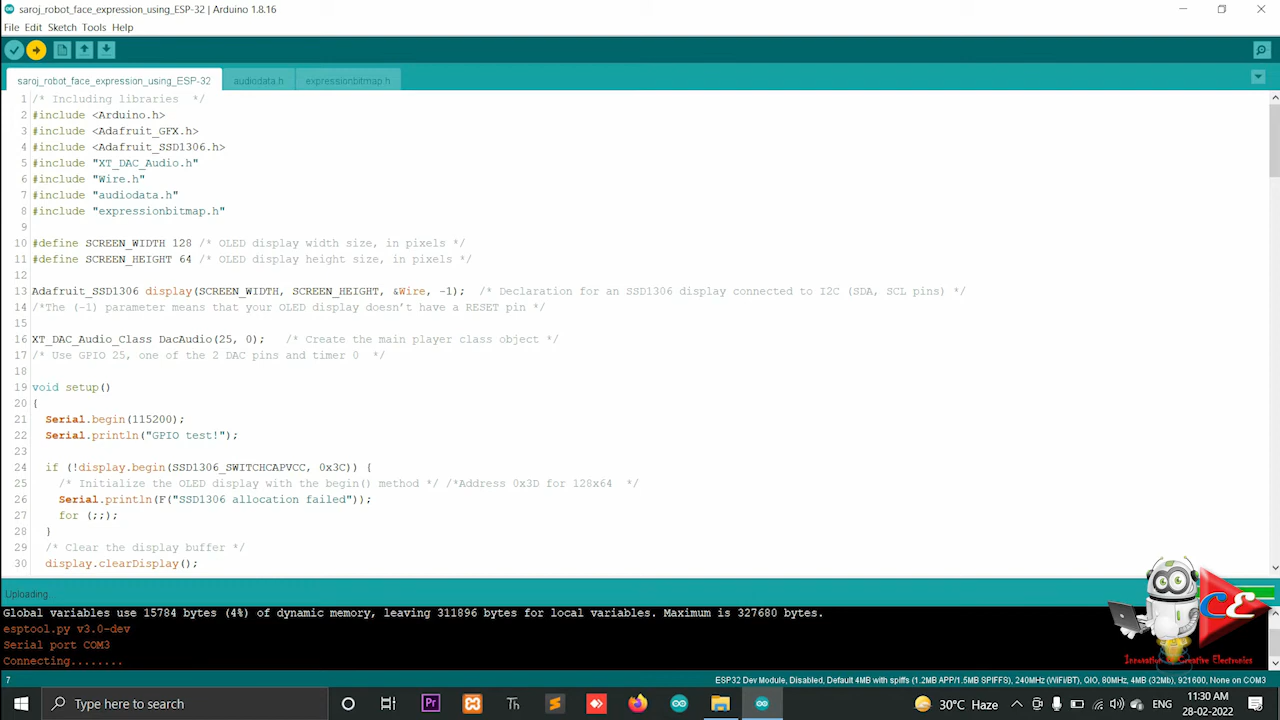 saroj_robot_face_expression_using_ESP-32 | Arduino 1.8.16
File Edit Sketch Tools Help
saroj_robot_face_expression_using_ESP-32 audiodata.h expressionbitmap.h
1 /* Including libraries */
2 #include <Arduino.h>
3 #include <Adafruit_GFX.h>
4 #include <Adafruit_SSD1306.h>
5 #include "XT_DAC_Audio.h"
6 #include "Wire.h"
7 #include "audiodata.h"
8 #include "expressionbitmap.h"
9
10 #define SCREEN_WIDTH 128 /* OLED display width size, in pixels */
11 #define SCREEN_HEIGHT 64 /* OLED display height size, in pixels */
12
13 Adafruit_SSD1306 display(SCREEN_WIDTH, SCREEN_HEIGHT, &Wire, -1); /* Declaration for an SSD1306 display connected to I2C (SDA, SCL pins) */
14 /*The (-1) parameter means that your OLED display doesn’t have a RESET pin */
15
16 XT_DAC_Audio_Class DacAudio(25, 0); /* Create the main player class object */
17 /* Use GPIO 25, one of the 2 DAC pins and timer 0 */
18
19 void setup()
20 {
21 Serial.begin(115200);
22 Serial.println("GPIO test!");
23
24 if (!display.begin(SSD1306_SWITCHCAPVCC, 0x3C)) {
25 /* Initialize the OLED display with the begin() method */ /*Address 0x3D for 128x64 */
26 Serial.println(F("SSD1306 allocation failed"));
27 for (;;);
28 }
29 /* Clear the display buffer */
30 display.clearDisplay();
Uploading...
Global variables use 15784 bytes (4%) of dynamic memory, leaving 311896 bytes for local variables. Maximum is 327680 bytes.
esptool.py v3.0-dev
Serial port COM3
Connecting........
CE
Innovation of Creative Electronics
7 ESP32 Dev Module, Disabled, Default 4MB with spiffs (1.2MB APP/1.5MB SPIFFS), 240MHz (WiFi/BT), QIO, 80MHz, 4MB (32Mb), 921600, None on COM3
Type here to search
Pr
Th
30°C Haze
ENG
11:30 AM
28-02-2022